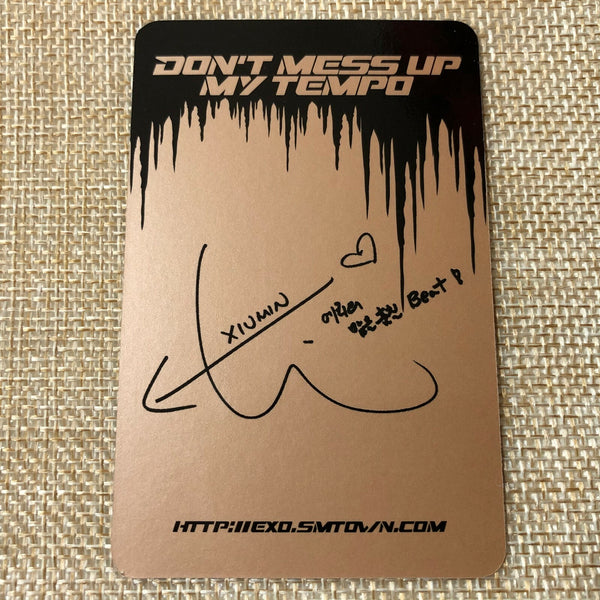 DON'T MESS UP
MY TEMPO
XIUMIN
Beat
HTTP://EXO.SMTOWN.COM